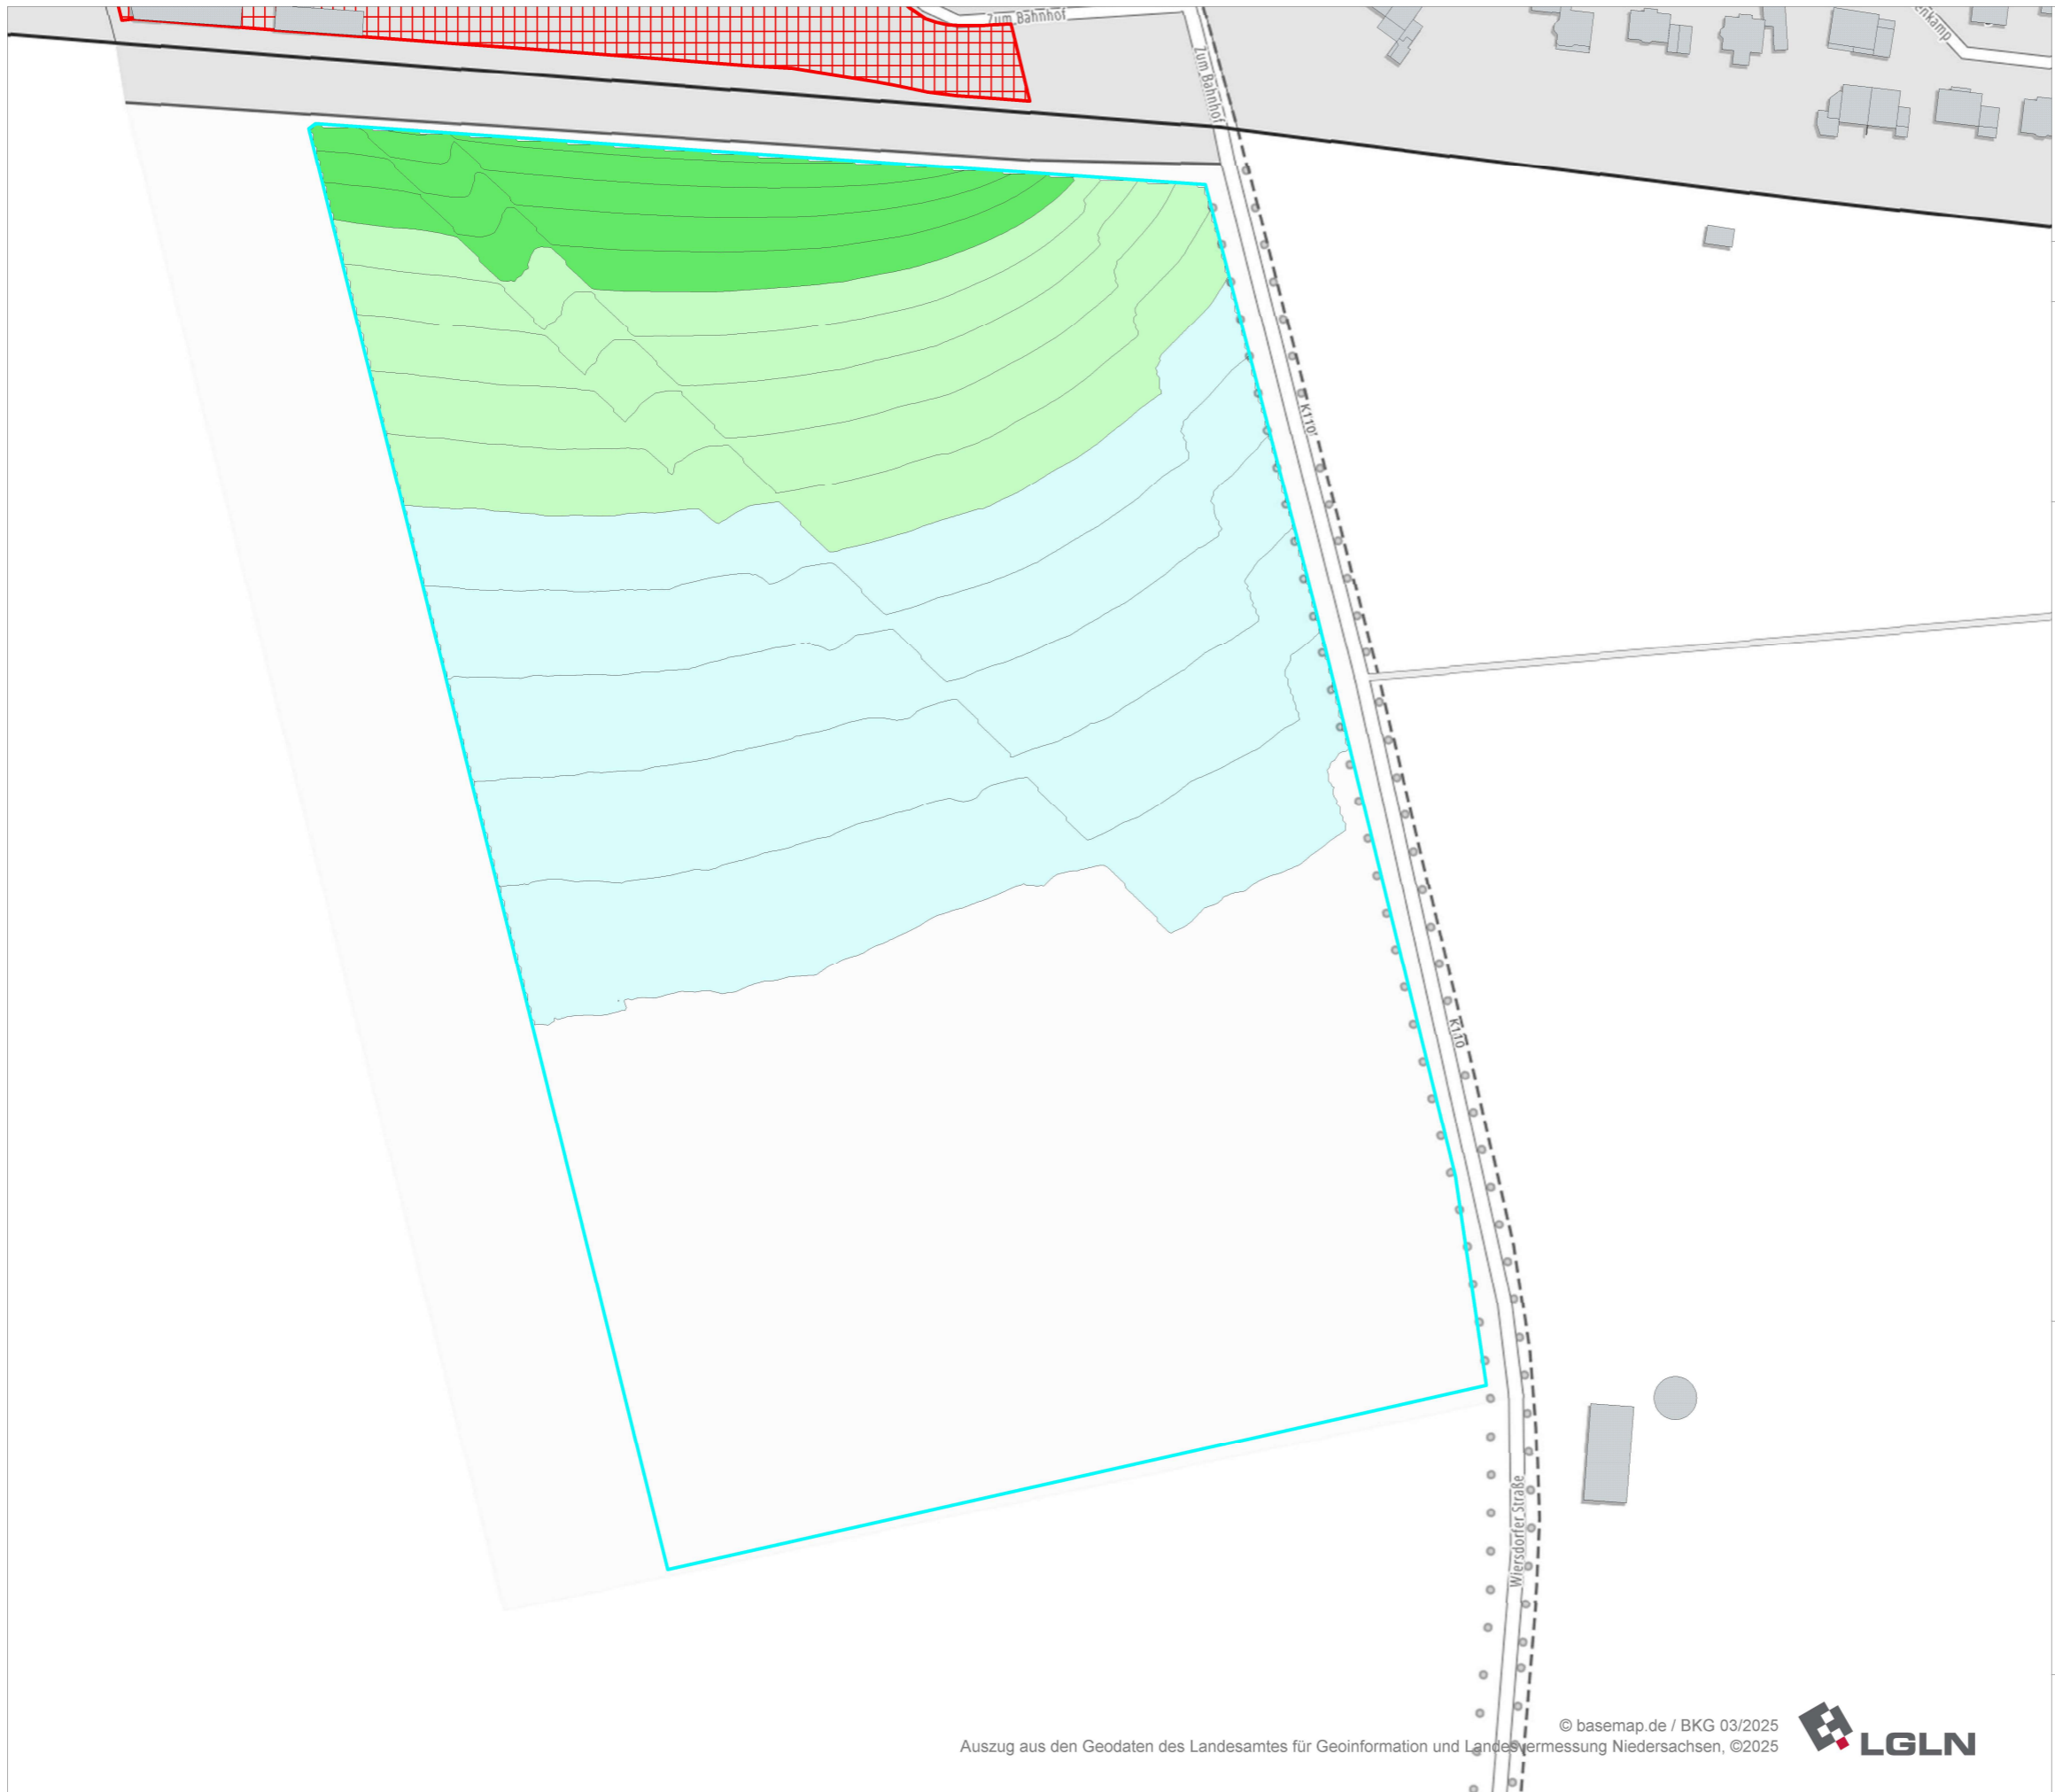 Zum Bahnhof
Zum Bahnhof
enkamp
K110
K110
Wiersdorfer Straße
© basemap.de / BKG 03/2025
Auszug aus den Geodaten des Landesamtes für Geoinformation und Landesvermessung Niedersachsen, ©2025
LGLN